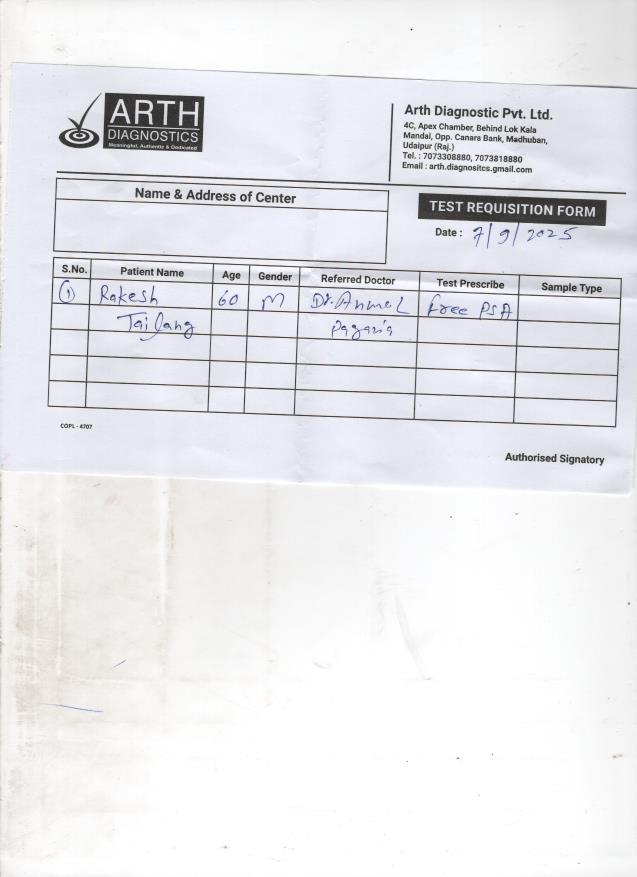 ARTH
DIAGNOSTICS
Meaningful, Authentic & Dedicated
Arth Diagnostic Pvt. Ltd.
4C, Apex Chamber, Behind Lok Kala
Mandal, Opp. Canara Bank, Madhuban,
Udaipur (Raj.)
Tel. : 7073308880, 7073818880
Email : arth.diagnositcs.gmail.com
Name & Address of Center
TEST REQUISITION FORM
Date : 7/9/2025
S.No. Patient Name Age Gender Referred Doctor Test Prescribe Sample Type
(1) Rakesh 60 M Dr. Anmol Free PSA
Tailang Pagaria
COPL - 4707
Authorised Signatory